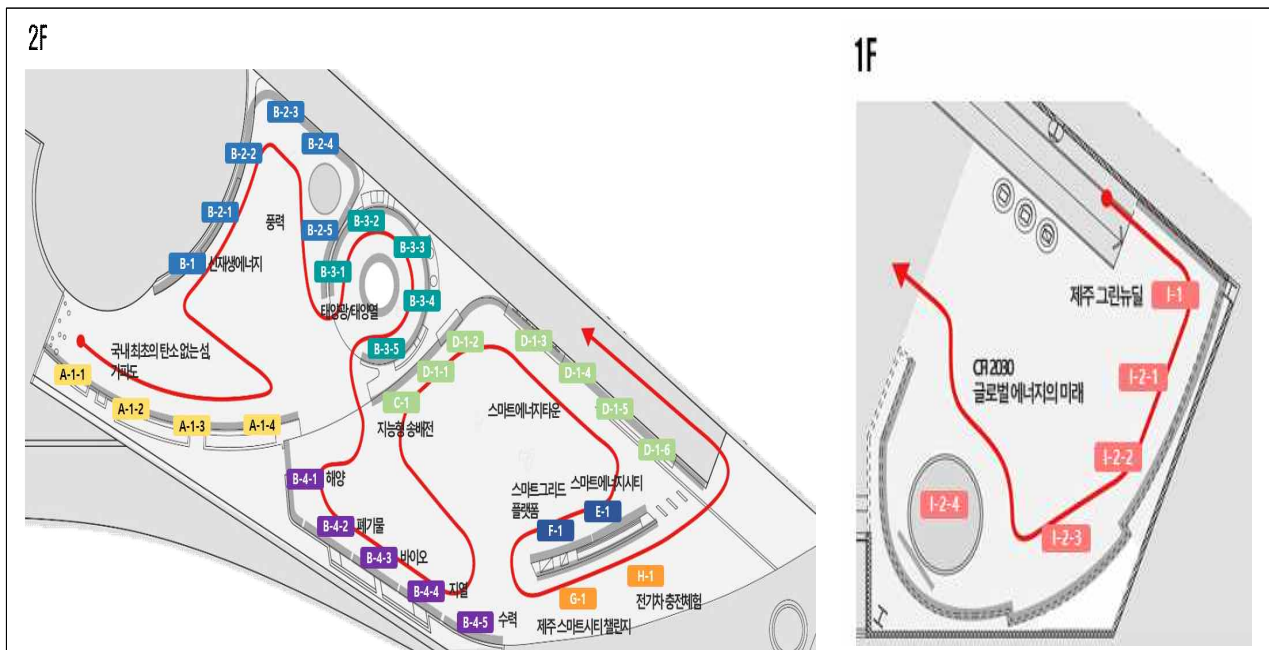 2F
B-2-3
B-2-4
B-2-2
B-2-1
풍력
B-2-5
B-3-2
B-3-3
B-1
신재생에너지
B-3-1
B-3-4
태양망/태양열
B-3-5
국내 최초의 탄소 없는 섬,
가파도
A-1-1
A-1-2
A-1-3
A-1-4
D-1-2
D-1-3
D-1-1
D-1-4
C-1
지능형 송배전
스마트에너지타운
D-1-5
D-1-6
B-4-1
해양
스마트그리드
플랫폼
스마트에너지시티
E-1
F-1
B-4-2
폐기물
B-4-3
바이오
B-4-4
지열
B-4-5
수력
G-1
제주 스마트시티 챌린지
H-1
전기차 충전체험
1F
제주 그린뉴딜
I-1
CFI 2030
글로벌 에너지의 미래
I-2-1
I-2-2
I-2-4
I-2-3